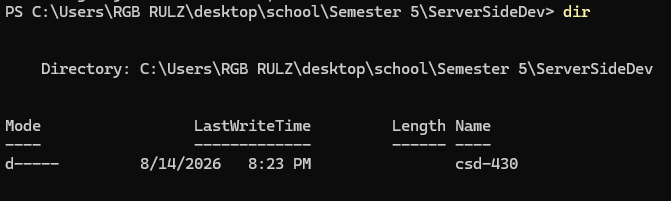 PS C:\Users\RGB RULZ\desktop\school\Semester 5\ServerSideDev> dir
Directory: C:\Users\RGB RULZ\desktop\school\Semester 5\ServerSideDev
Mode                LastWriteTime         Length Name
----                -------------         ------ ----
d-----        8/14/2026   8:23 PM                csd-430